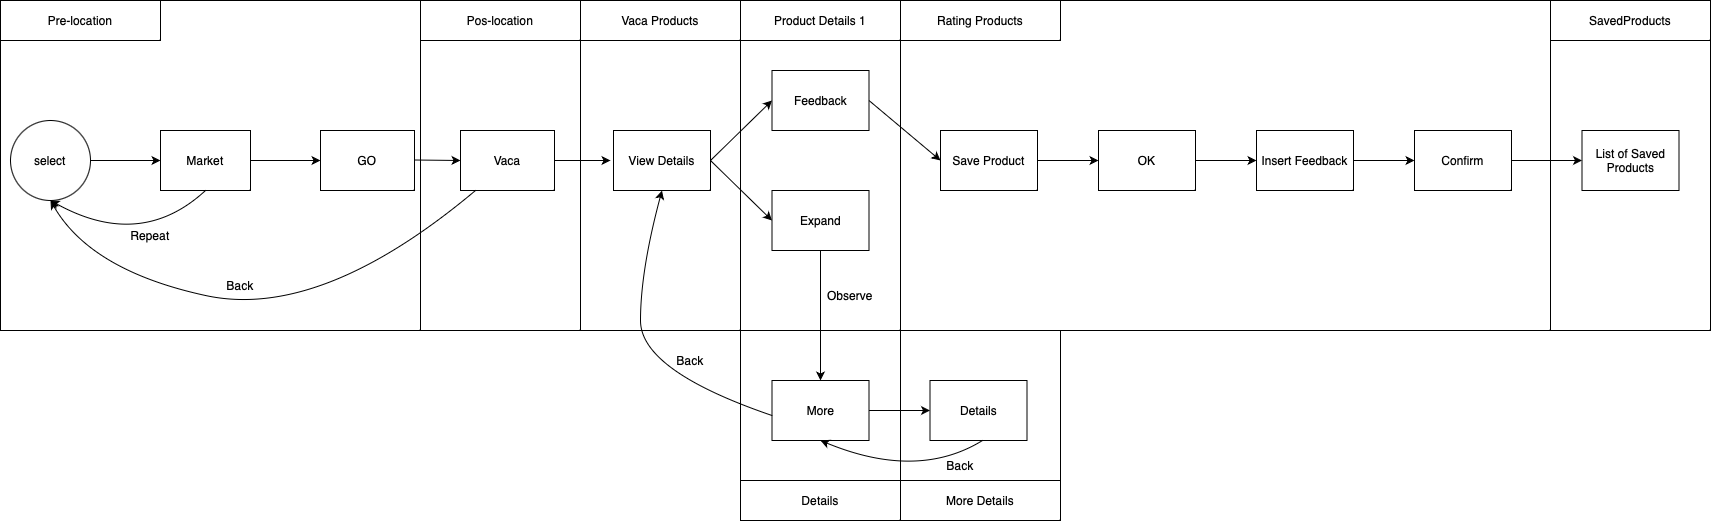 Pre-location
Pos-location
Vaca Products
Product Details 1
Rating Products
SavedProducts
Feedback
select
Market
GO
Vaca
View Details
Save Product
OK
Insert Feedback
Confirm
List of Saved
Products
Expand
Repeat
Back
Observe
Back
More
Details
Back
Details
More Details